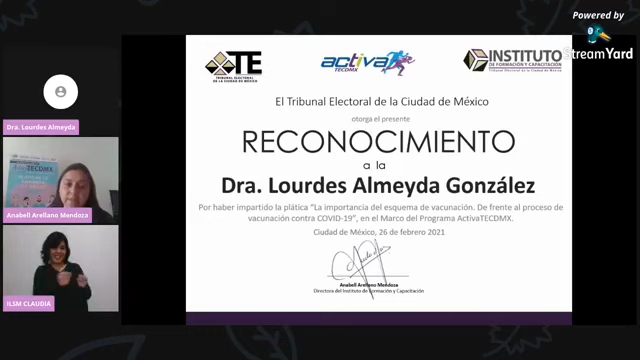 Powered by
StreamYard
TE
TRIBUNAL ELECTORAL
DE LA CIUDAD DE MÉXICO
activa
TECDMX
INSTITUTO
DE FORMACIÓN Y CAPACITACIÓN
Tribunal Electoral de la Ciudad de México
El Tribunal Electoral de la Ciudad de México
otorga el presente
RECONOCIMIENTO
a la
Dra. Lourdes Almeyda González
Por haber impartido la plática "La importancia del esquema de vacunación. De frente al proceso de
vacunación contra COVID-19", en el Marco del Programa ActivaTECDMX.
Ciudad de México, 26 de febrero 2021
Anabell Arellano Mendoza
Directora del Instituto de Formación y Capacitación
Dra. Lourdes Almeyda
TECDMX
Anabell Arellano Mendoza
ILSM CLAUDIA